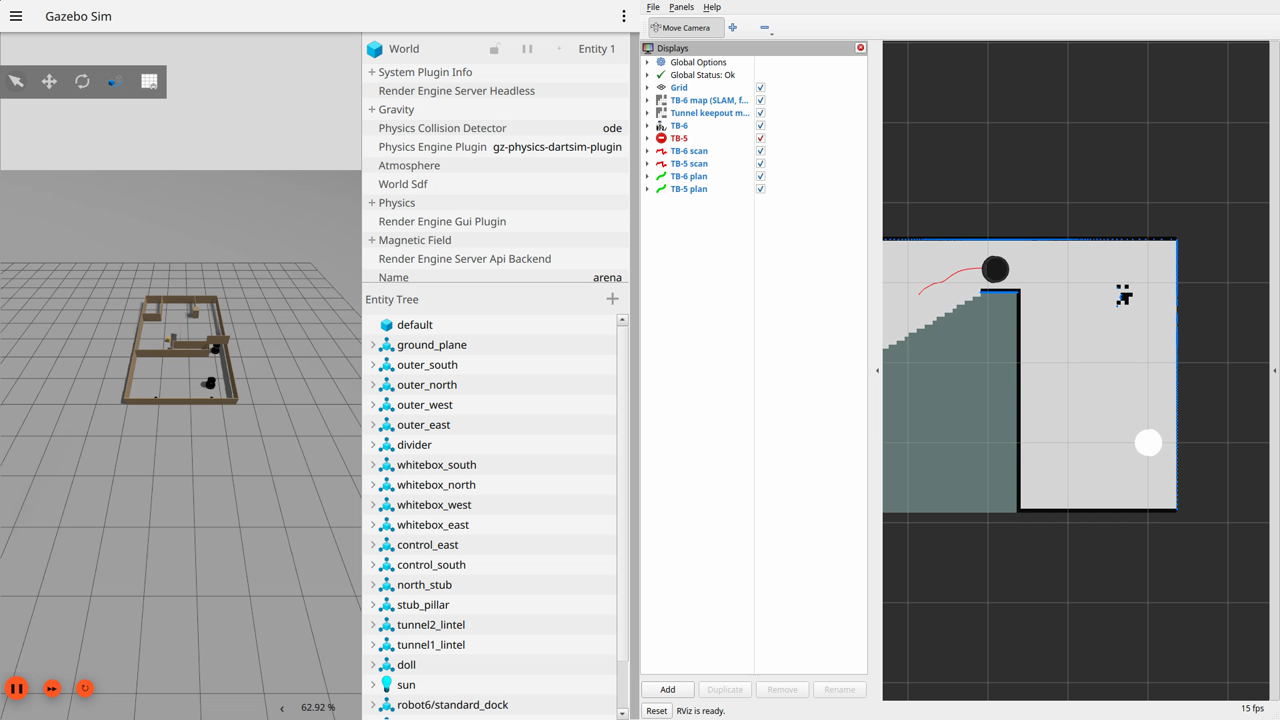 Gazebo Sim
World
Entity 1
System Plugin Info
Render Engine Server Headless
Gravity
Physics Collision Detector ode
Physics Engine Plugin gz-physics-dartsim-plugin
Atmosphere
World Sdf
Physics
Render Engine Gui Plugin
Magnetic Field
Render Engine Server Api Backend
Name arena
Entity Tree
default
ground_plane
outer_south
outer_north
outer_west
outer_east
divider
whitebox_south
whitebox_north
whitebox_west
whitebox_east
control_east
control_south
north_stub
stub_pillar
tunnel2_lintel
tunnel1_lintel
doll
sun
robot6/standard_dock
62.92 %
File Panels Help
Move Camera
Displays
Global Options
Global Status: Ok
Grid
TB-6 map (SLAM, f...
Tunnel keepout m...
TB-6
TB-5
TB-6 scan
TB-5 scan
TB-6 plan
TB-5 plan
Add Duplicate Remove Rename
Reset RViz is ready.
15 fps